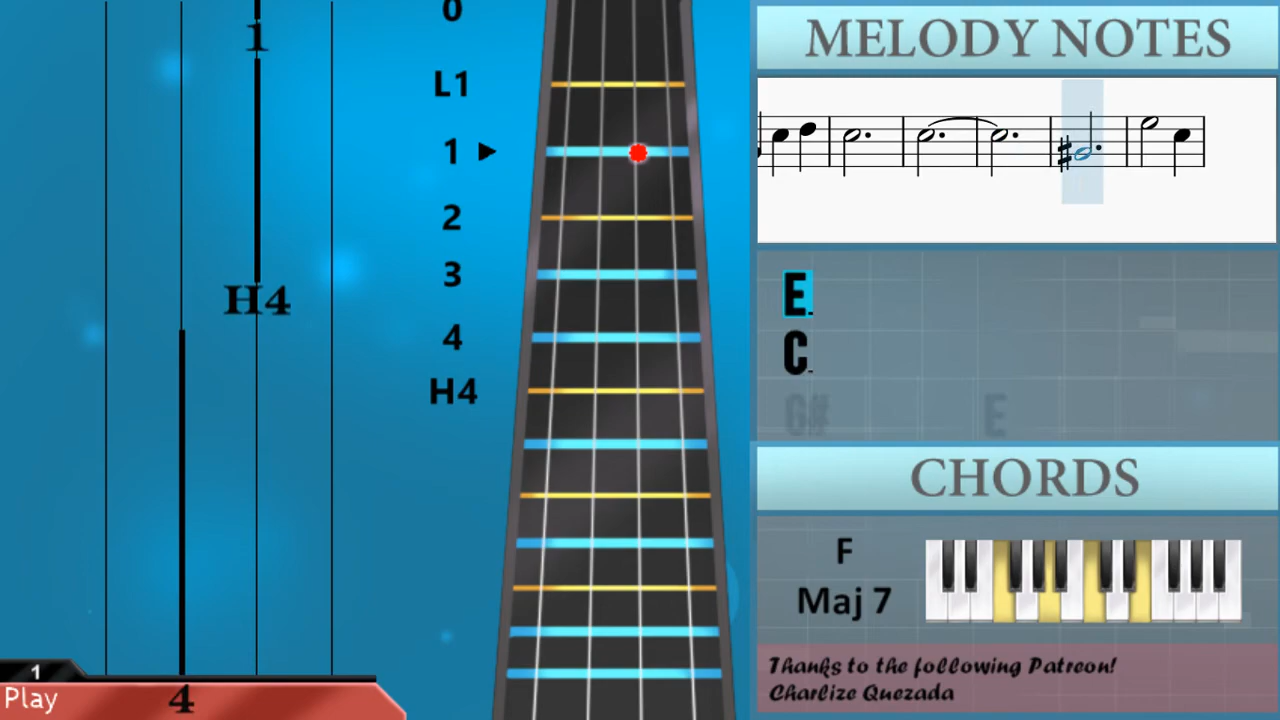 1
H4
1
Play
4
0
L1
1
2
3
4
H4
MELODY NOTES
E
C
G# E
CHORDS
F
Maj 7
Thanks to the following Patreon!
Charlize Quezada